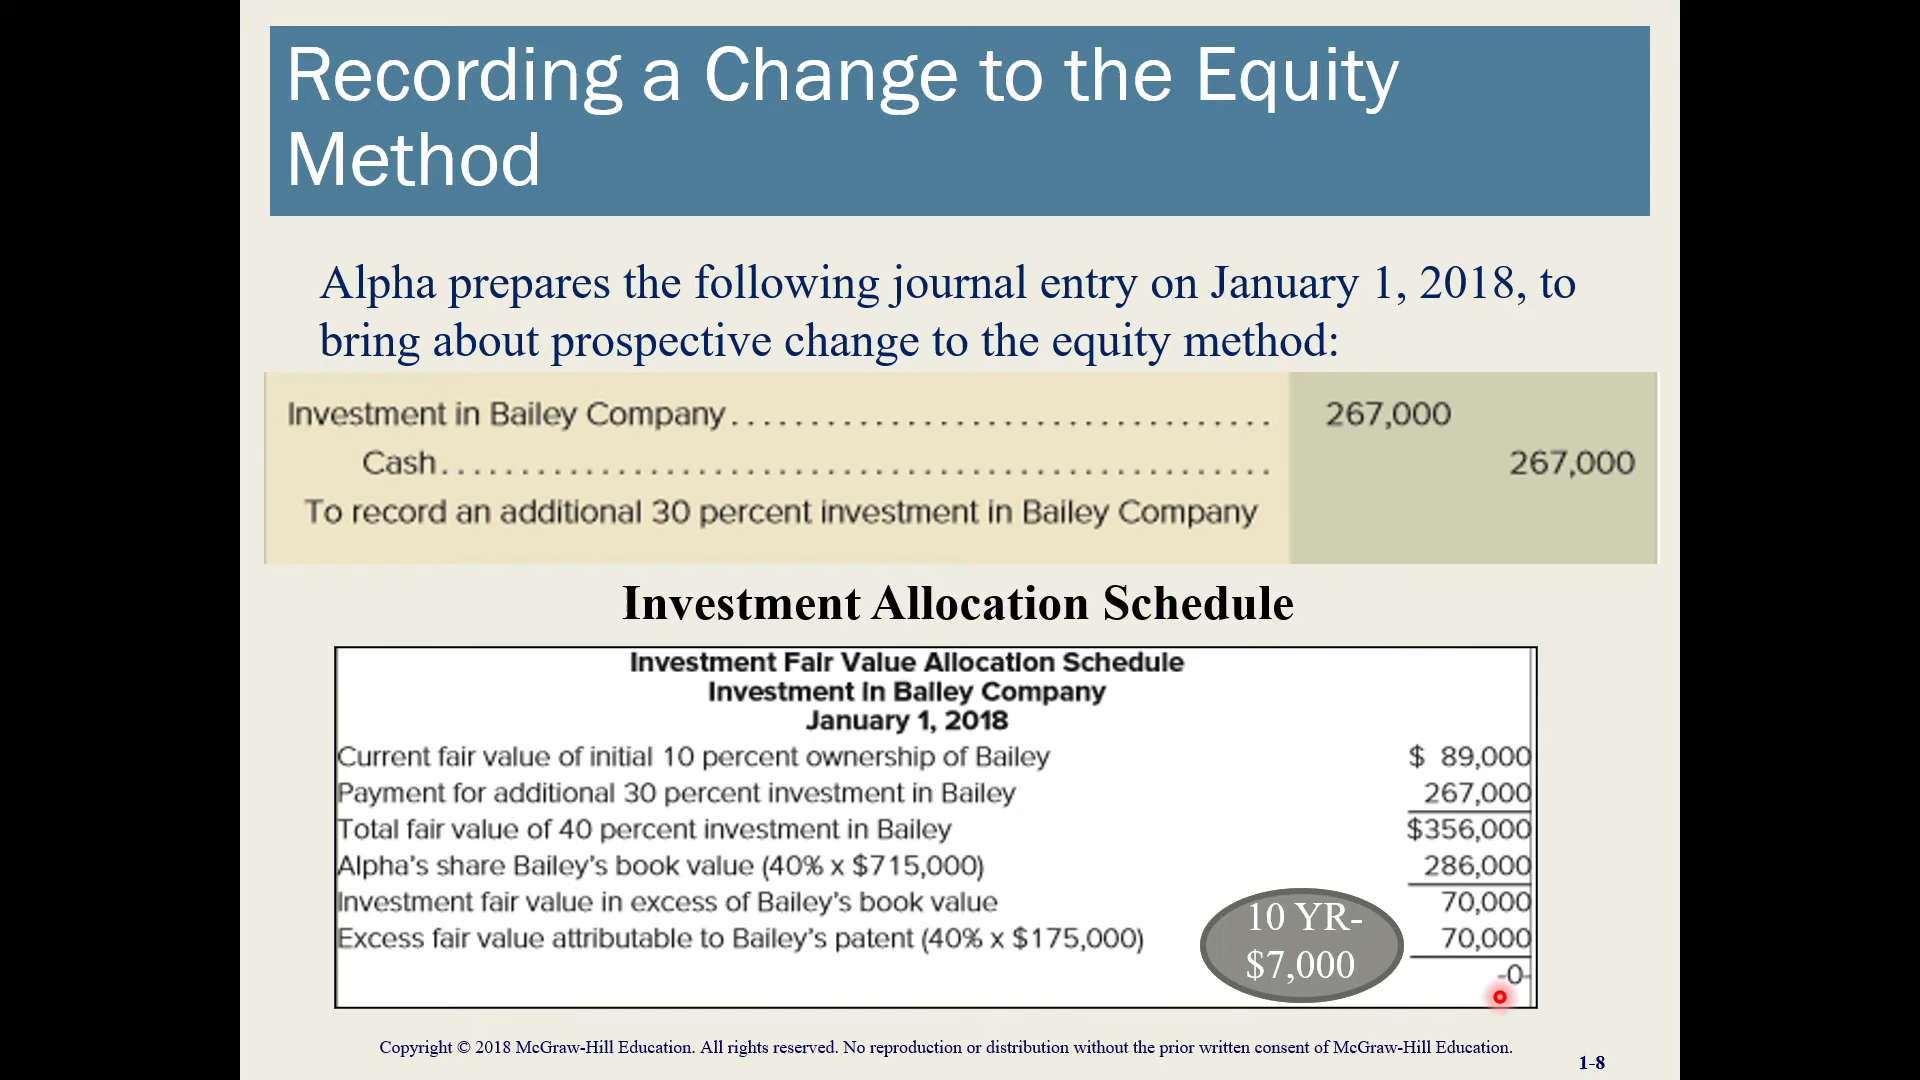 Recording a Change to the Equity
Method
Alpha prepares the following journal entry on January 1, 2018, to
bring about prospective change to the equity method:
Investment in Bailey Company. . . . . . . . . . . . . . . . . . . . . . . . . . . . . . . . . . 267,000
Cash. . . . . . . . . . . . . . . . . . . . . . . . . . . . . . . . . . . . . . . . . . . . . . . . . . . . 267,000
To record an additional 30 percent investment in Bailey Company
Investment Allocation Schedule
Investment Fair Value Allocation Schedule
Investment in Bailey Company
January 1, 2018
Current fair value of initial 10 percent ownership of Bailey $ 89,000
Payment for additional 30 percent investment in Bailey 267,000
Total fair value of 40 percent investment in Bailey $356,000
Alpha's share Bailey's book value (40% x $715,000) 286,000
Investment fair value in excess of Bailey's book value 70,000
Excess fair value attributable to Bailey's patent (40% x $175,000) 70,000
-0-
10 YR-
$7,000
Copyright © 2018 McGraw-Hill Education. All rights reserved. No reproduction or distribution without the prior written consent of McGraw-Hill Education.
1-8